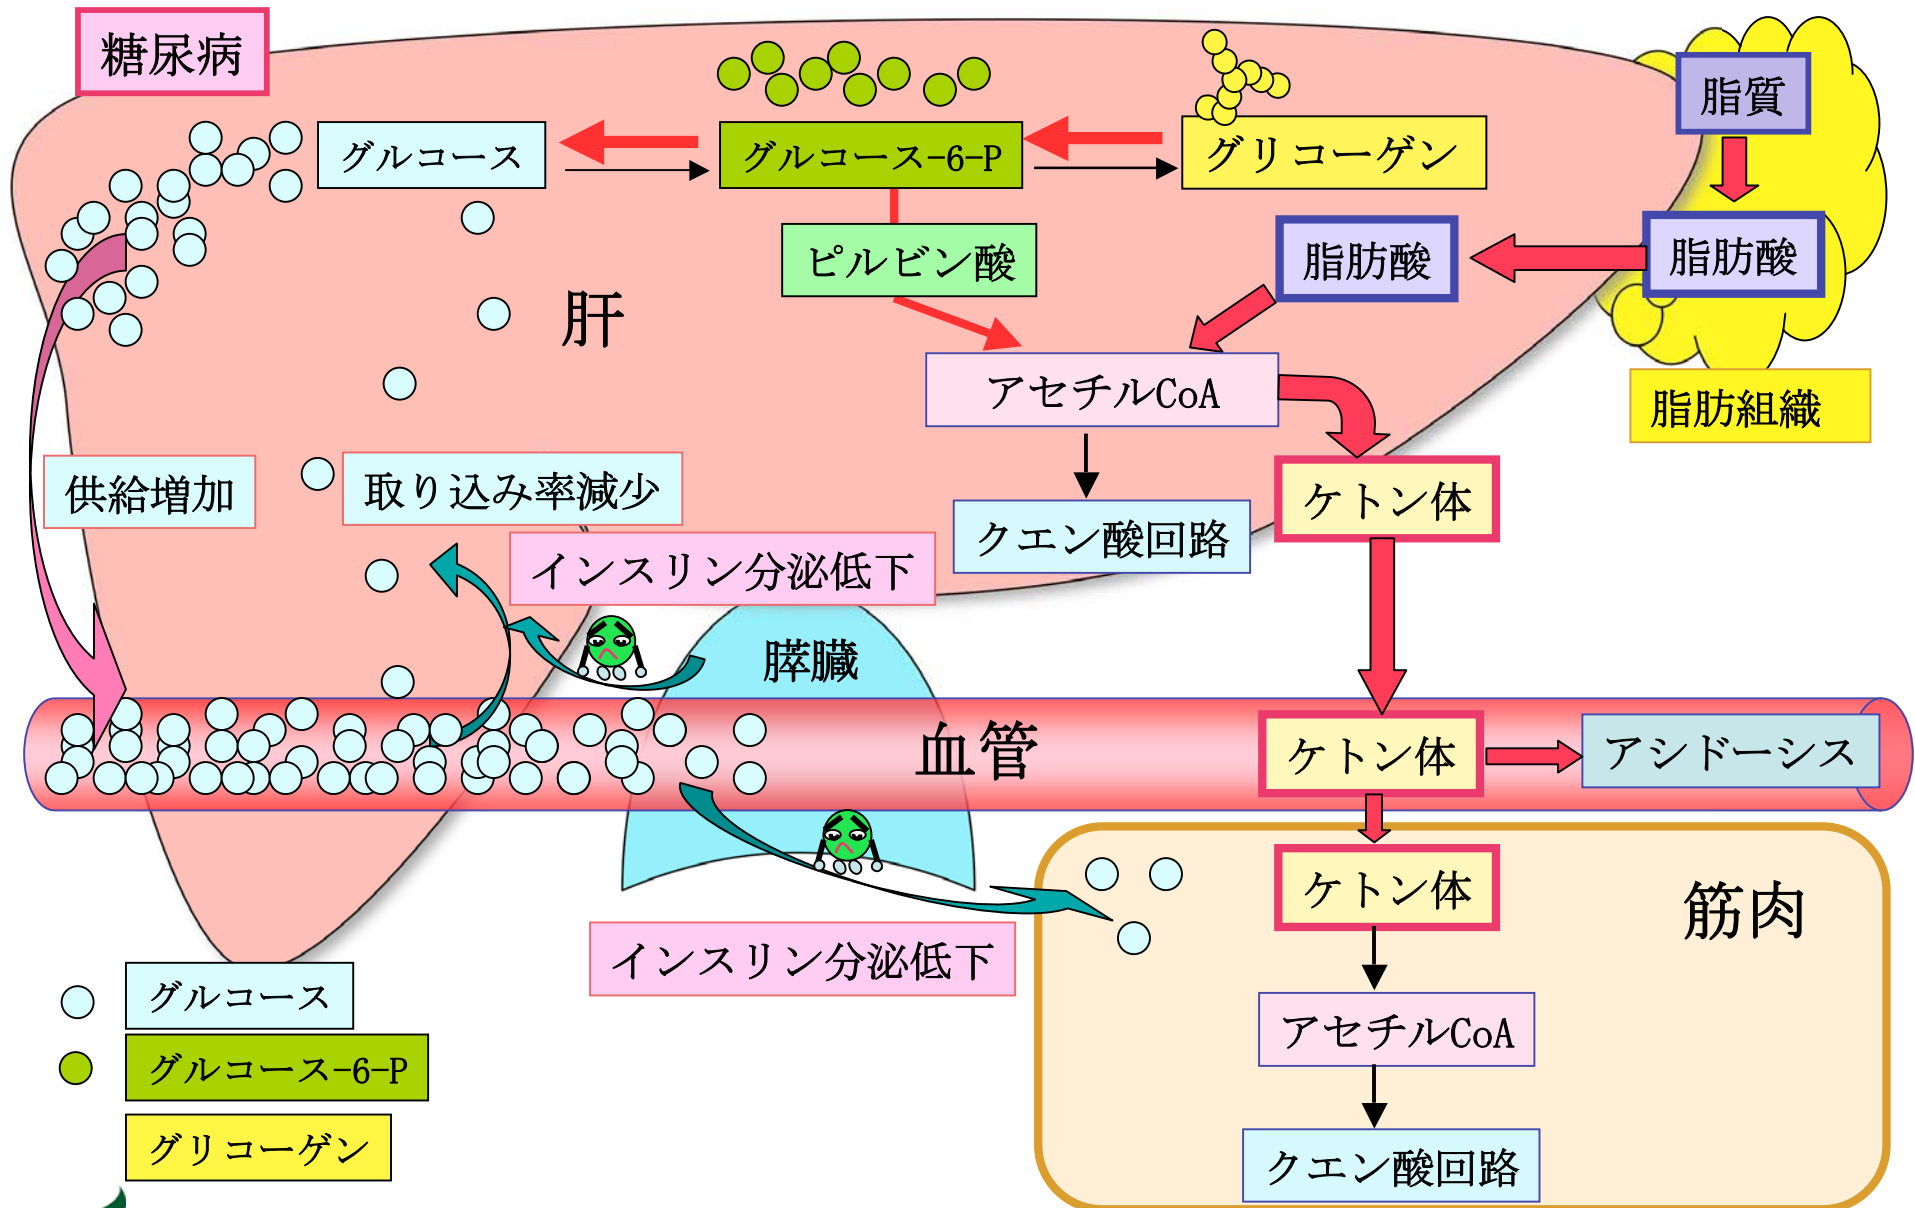 糖尿病
脂質
グルコース
グルコース-6-P
グリコーゲン
ピルビン酸
脂肪酸
脂肪酸
肝
アセチルCoA
脂肪組織
供給増加
取り込み率減少
ケトン体
クエン酸回路
インスリン分泌低下
膵臓
血管
ケトン体
アシドーシス
ケトン体
筋肉
インスリン分泌低下
グルコース
アセチルCoA
グルコース-6-P
グリコーゲン
クエン酸回路